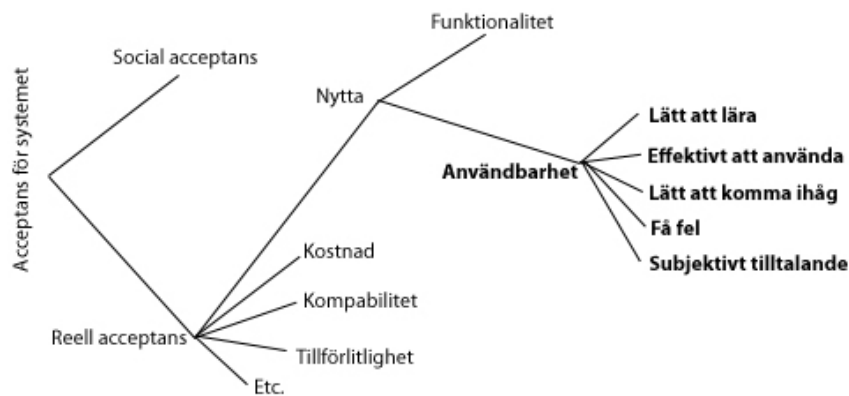 Acceptans för systemet
Social acceptans
Reell acceptans
Nytta
Kostnad
Kompabilitet
Tillförlitlighet
Etc.
Funktionalitet
Användbarhet
Lätt att lära
Effektivt att använda
Lätt att komma ihåg
Få fel
Subjektivt tilltalande